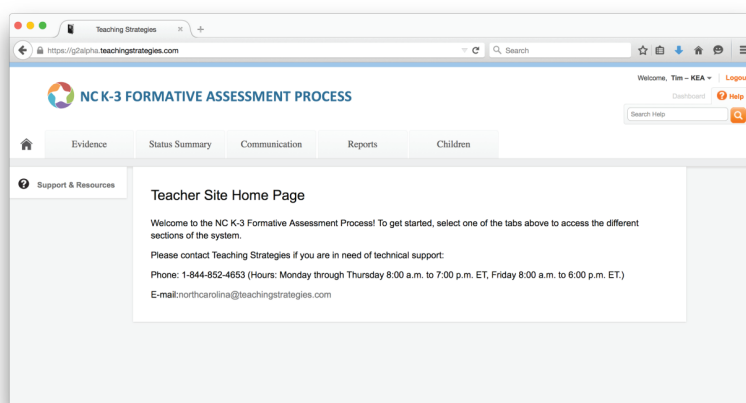 Teaching Strategies
https://g2alpha.teachingstrategies.com
Search
Welcome, Tim – KEA
Logou
NC K-3 FORMATIVE ASSESSMENT PROCESS
Dashboard
Help
Search Help
Evidence
Status Summary
Communication
Reports
Children
Support & Resources
Teacher Site Home Page
Welcome to the NC K-3 Formative Assessment Process! To get started, select one of the tabs above to access the different
sections of the system.
Please contact Teaching Strategies if you are in need of technical support:
Phone: 1-844-852-4653 (Hours: Monday through Thursday 8:00 a.m. to 7:00 p.m. ET, Friday 8:00 a.m. to 6:00 p.m. ET.)
E-mail:northcarolina@teachingstrategies.com